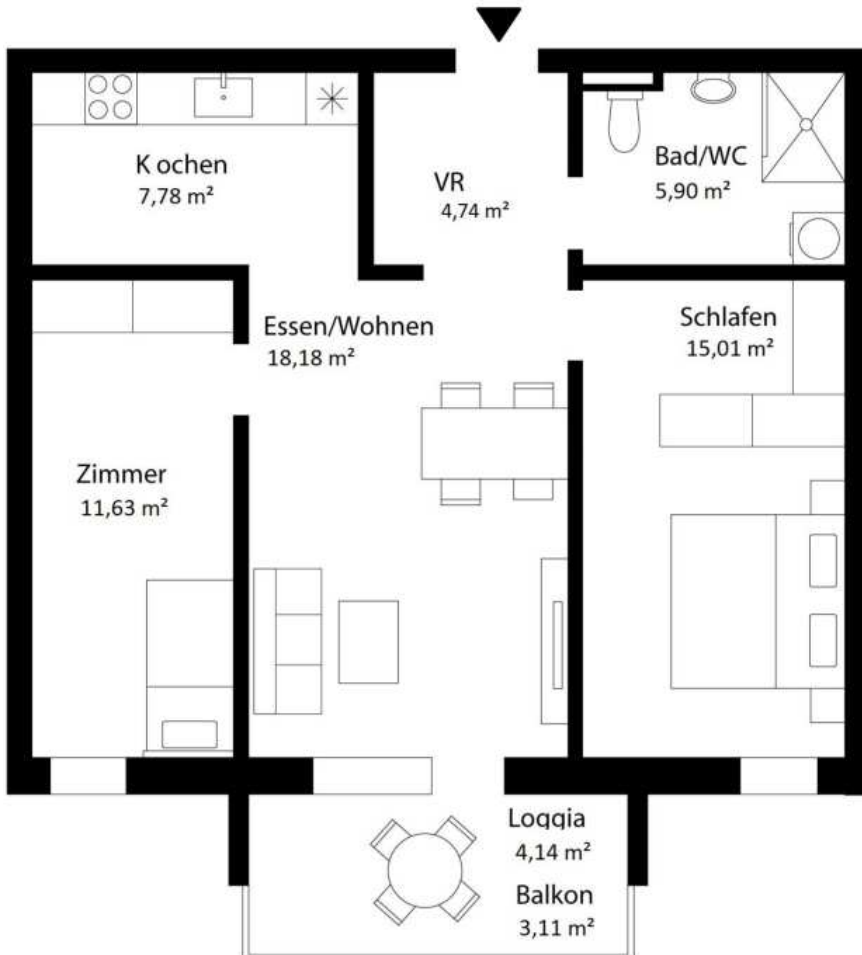 K ochen
7,78 m²
VR
4,74 m²
Bad/WC
5,90 m²
Essen/Wohnen
18,18 m²
Schlafen
15,01 m²
Zimmer
11,63 m²
Loggia
4,14 m²
Balkon
3,11 m²